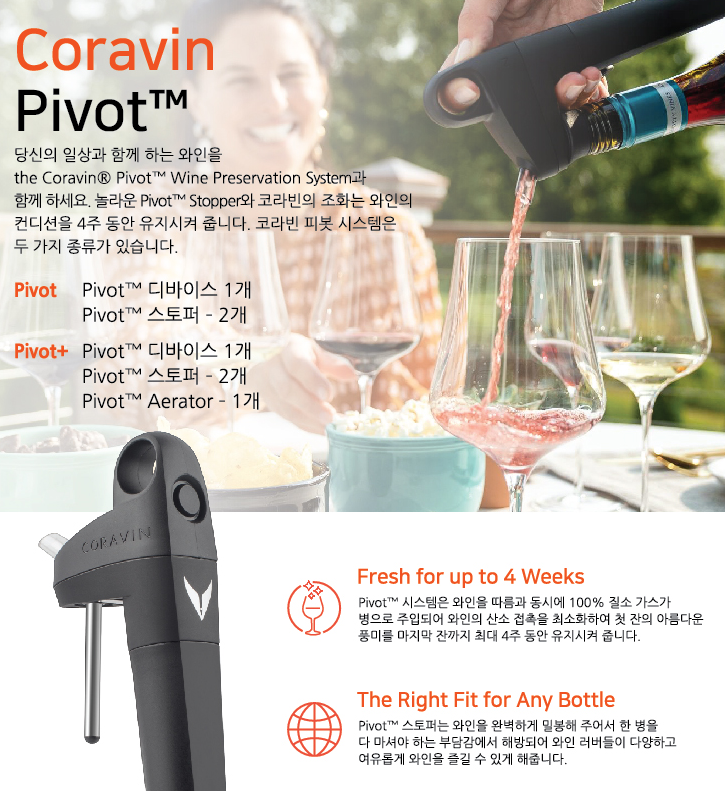 Coravin
Pivot™
당신의 일상과 함께 하는 와인을
the Coravin® Pivot™ Wine Preservation System과
함께 하세요. 놀라운 Pivot™ Stopper와 코라빈의 조화는 와인의
컨디션을 4주 동안 유지시켜 줍니다. 코라빈 피봇 시스템은
두 가지 종류가 있습니다.
Pivot Pivot™ 디바이스 1개
Pivot™ 스토퍼 - 2개
Pivot+ Pivot™ 디바이스 1개
Pivot™ 스토퍼 - 2개
Pivot™ Aerator - 1개
CORAVIN
Fresh for up to 4 Weeks
Pivot™ 시스템은 와인을 따름과 동시에 100% 질소 가스가
병으로 주입되어 와인의 산소 접촉을 최소화하여 첫 잔의 아름다운
풍미를 마지막 잔까지 최대 4주 동안 유지시켜 줍니다.
The Right Fit for Any Bottle
Pivot™ 스토퍼는 와인을 완벽하게 밀봉해 주어서 한 병을
다 마셔야 하는 부담감에서 해방되어 와인 러버들이 다양하고
여유롭게 와인을 즐길 수 있게 해줍니다.